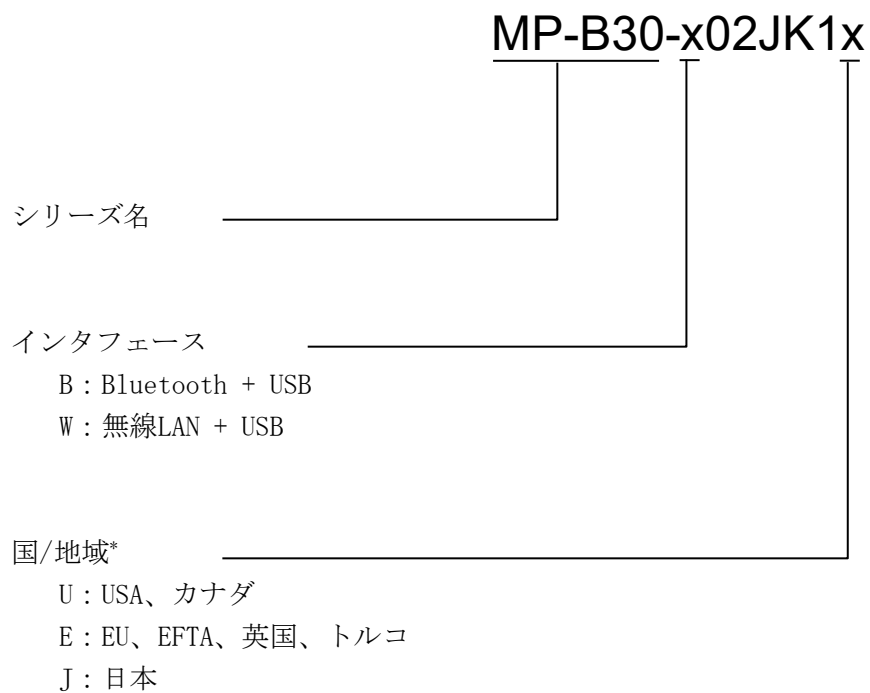 MP-B30-x02JK1x
シリーズ名
インタフェース
B：Bluetooth + USB
W：無線LAN + USB
国/地域*
U：USA、カナダ
E：EU、EFTA、英国、トルコ
J：日本